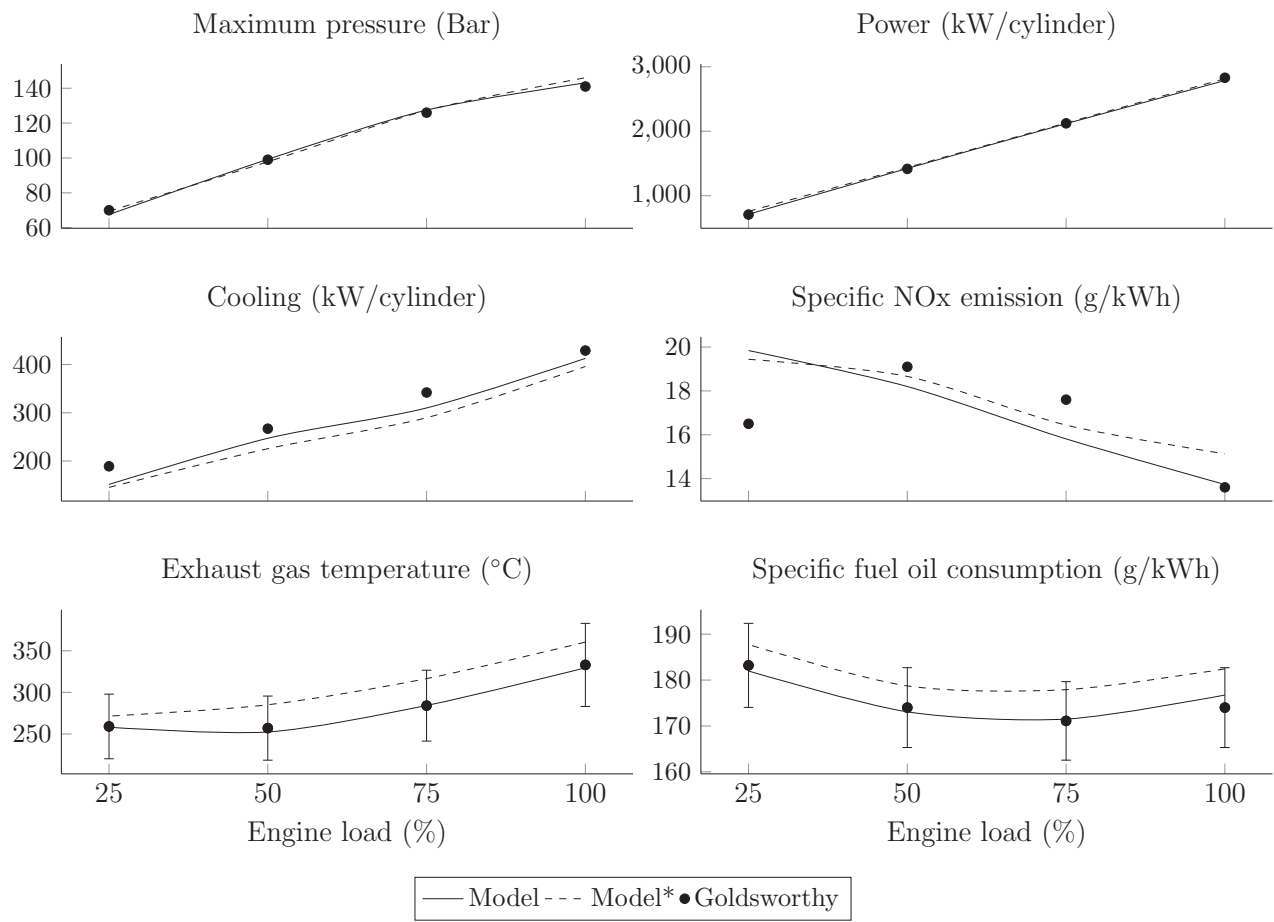 Maximum pressure (Bar)
140
120
100
80
60
Power (kW/cylinder)
3,000
2,000
1,000
Cooling (kW/cylinder)
400
300
200
Specific NOx emission (g/kWh)
20
18
16
14
Exhaust gas temperature (°C)
350
300
250
25 50 75 100
Engine load (%)
Specific fuel oil consumption (g/kWh)
190
180
170
160
25 50 75 100
Engine load (%)
Model Model* Goldsworthy